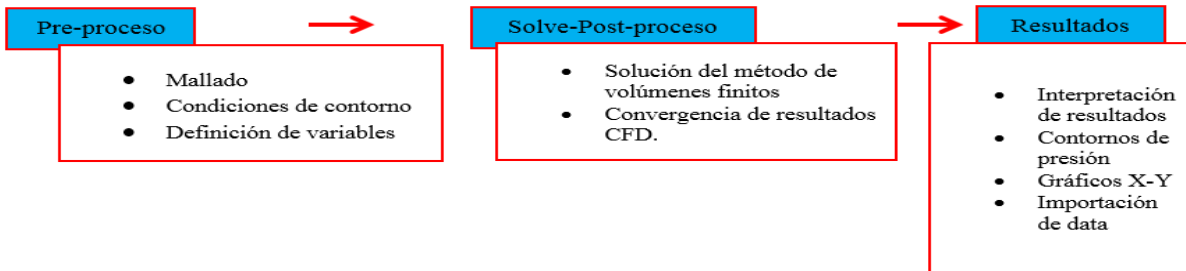 Pre-proceso
Mallado
Condiciones de contorno
Definición de variables
Solve-Post-proceso
Solución del método de
volúmenes finitos
Convergencia de resultados
CFD.
Resultados
Interpretación
de resultados
Contornos de
presión
Gráficos X-Y
Importación
de data